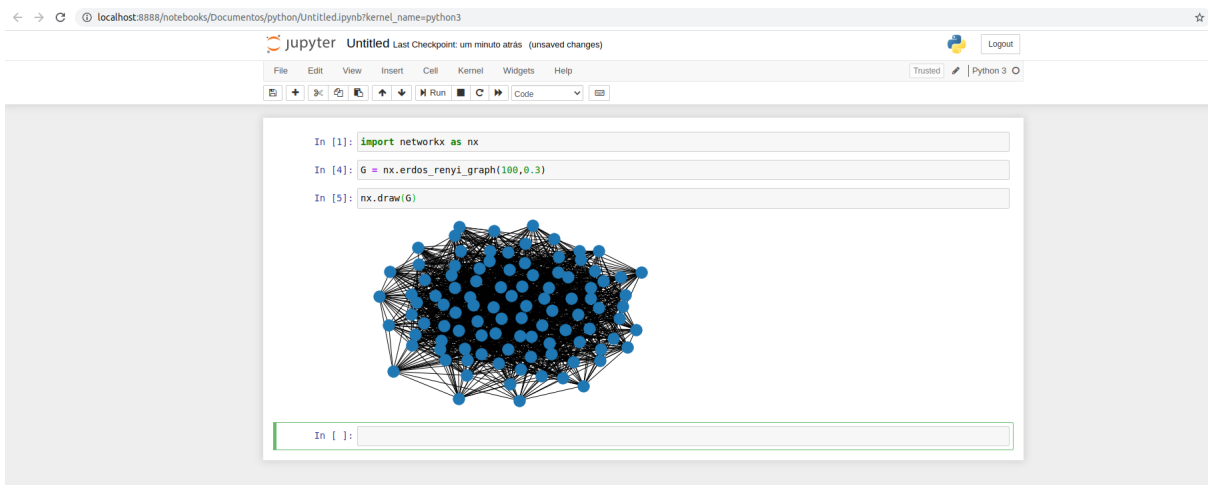 localhost:8888/notebooks/Documentos/python/Untitled.ipynb?kernel_name=python3
jupyter Untitled Last Checkpoint: um minuto atrás (unsaved changes) Logout
File Edit View Insert Cell Kernel Widgets Help Trusted Python 3
Run Code
In [1]: import networkx as nx
In [4]: G = nx.erdos_renyi_graph(100,0.3)
In [5]: nx.draw(G)
In [ ]: